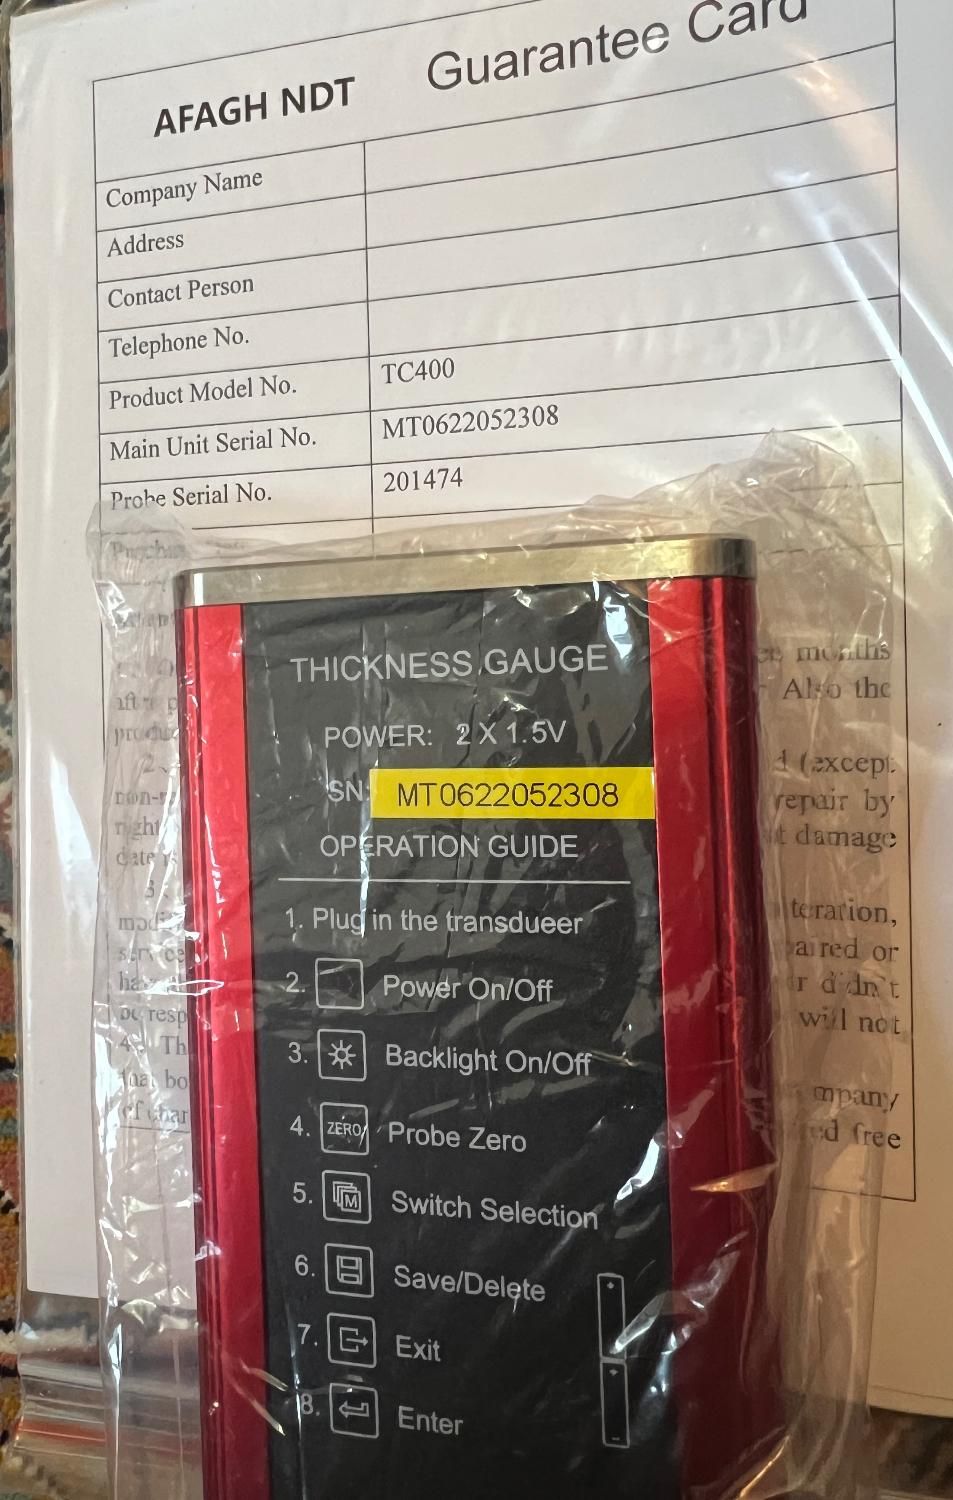 AFAGH NDT Guarantee Card
Company Name
Address
Contact Person
Telephone No.
Product Model No. TC400
Main Unit Serial No. MT0622052308
Probe Serial No. 201474
THICKNESS GAUGE
POWER: 2 X 1.5V
SN: MT0622052308
OPERATION GUIDE
1. Plug in the transdueer
2. Power On/Off
3. Backlight On/Off
4. ZERO Probe Zero
5. M Switch Selection
6. Save/Delete
7. Exit
8. Enter
months
Also the
(except
repair by
damage
or
will not
free